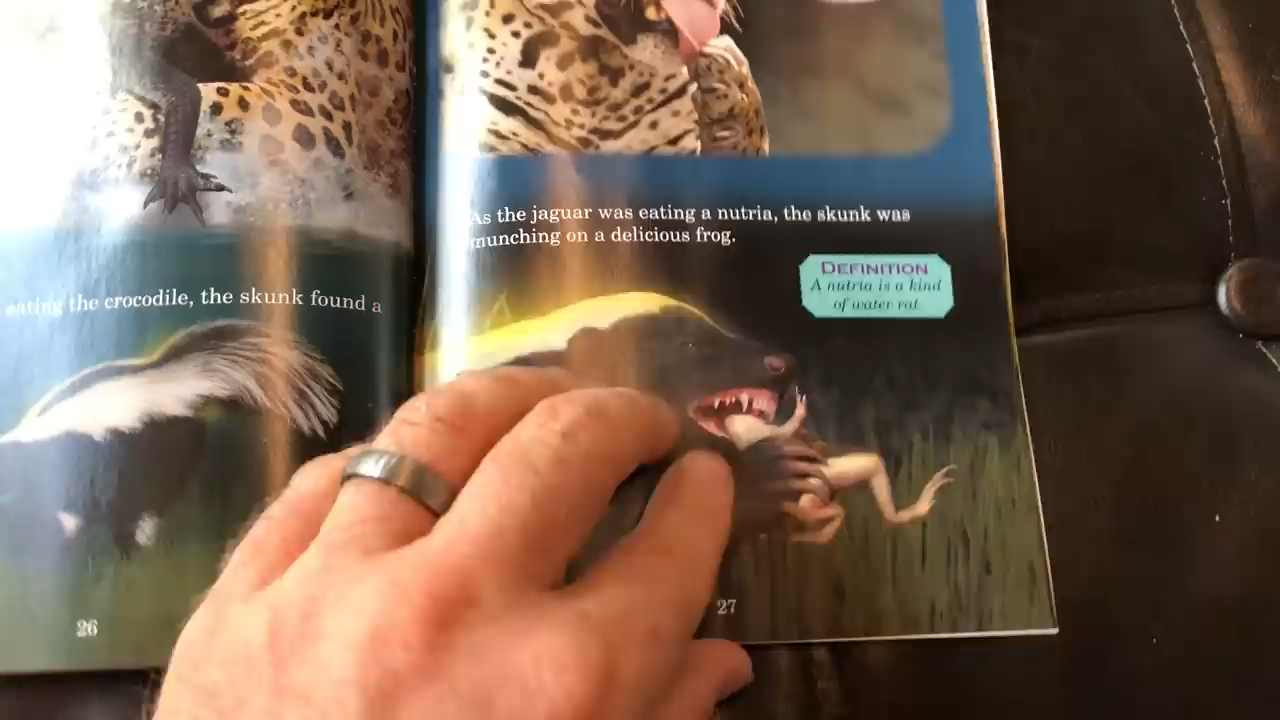 eating the crocodile, the skunk found a
26
As the jaguar was eating a nutria, the skunk was
munching on a delicious frog.
DEFINITION
A nutria is a kind
of water rat.
27